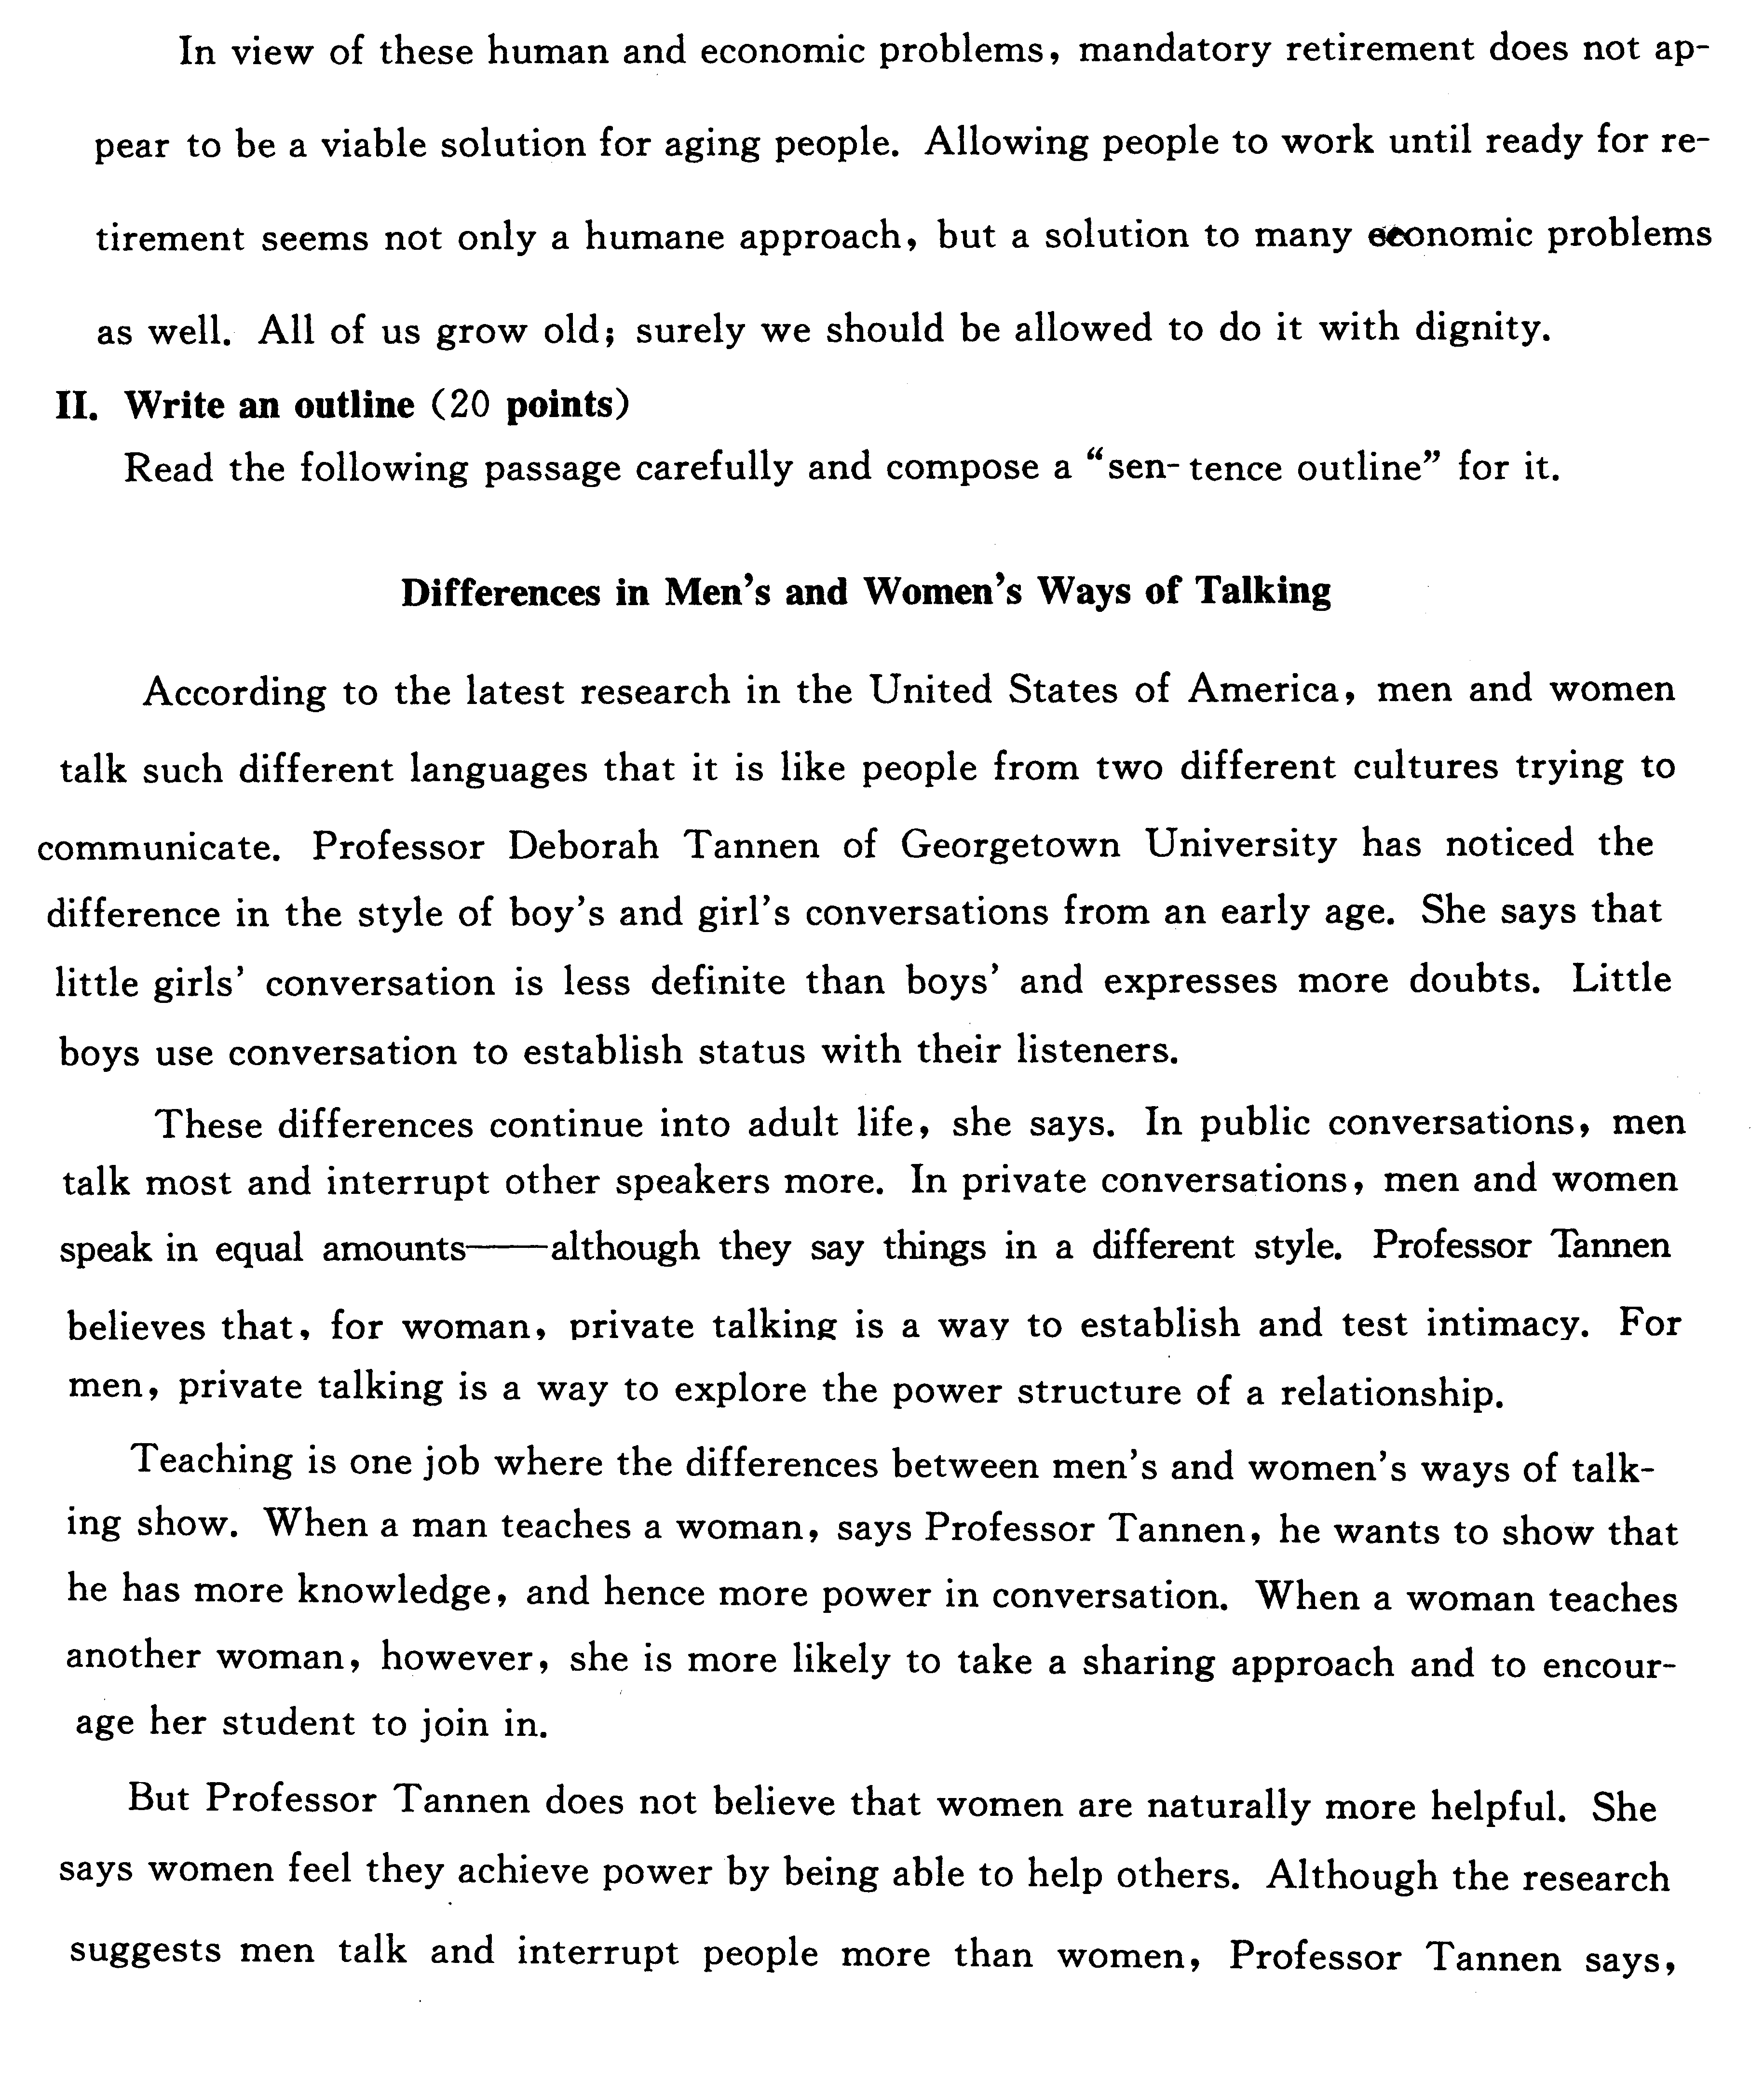 In view of these human and economic problems, mandatory retirement does not ap-
pear to be a viable solution for aging people. Allowing people to work until ready for re-
tirement seems not only a humane approach, but a solution to many economic problems
as well. All of us grow old; surely we should be allowed to do it with dignity.
II. Write an outline (20 points)
Read the following passage carefully and compose a “sen- tence outline” for it.
Differences in Men's and Women's Ways of Talking
According to the latest research in the United States of America, men and women
talk such different languages that it is like people from two different cultures trying to
communicate. Professor Deborah Tannen of Georgetown University has noticed the
difference in the style of boy's and girl's conversations from an early age. She says that
little girls' conversation is less definite than boys' and expresses more doubts. Little
boys use conversation to establish status with their listeners.
These differences continue into adult life, she says. In public conversations, men
talk most and interrupt other speakers more. In private conversations, men and women
speak in equal amounts——although they say things in a different style. Professor Tannen
believes that, for woman, private talking is a way to establish and test intimacy. For
men, private talking is a way to explore the power structure of a relationship.
Teaching is one job where the differences between men's and women's ways of talk-
ing show. When a man teaches a woman, says Professor Tannen, he wants to show that
he has more knowledge, and hence more power in conversation. When a woman teaches
another woman, however, she is more likely to take a sharing approach and to encour-
age her student to join in.
But Professor Tannen does not believe that women are naturally more helpful. She
says women feel they achieve power by being able to help others. Although the research
suggests men talk and interrupt people more than women, Professor Tannen says,